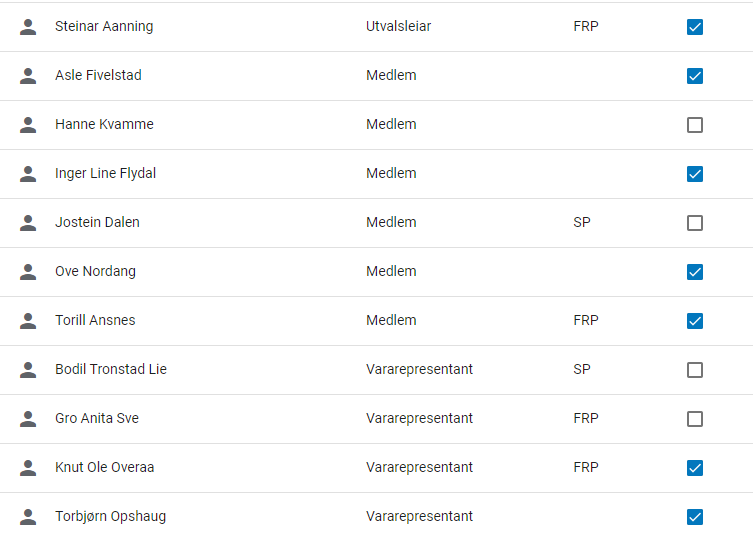 Steinar Aanning Utvalsleiar FRP
Asle Fivelstad Medlem
Hanne Kvamme Medlem
Inger Line Flydal Medlem
Jostein Dalen Medlem SP
Ove Nordang Medlem
Torill Ansnes Medlem FRP
Bodil Tronstad Lie Vararepresentant SP
Gro Anita Sve Vararepresentant FRP
Knut Ole Overaa Vararepresentant FRP
Torbjørn Opshaug Vararepresentant